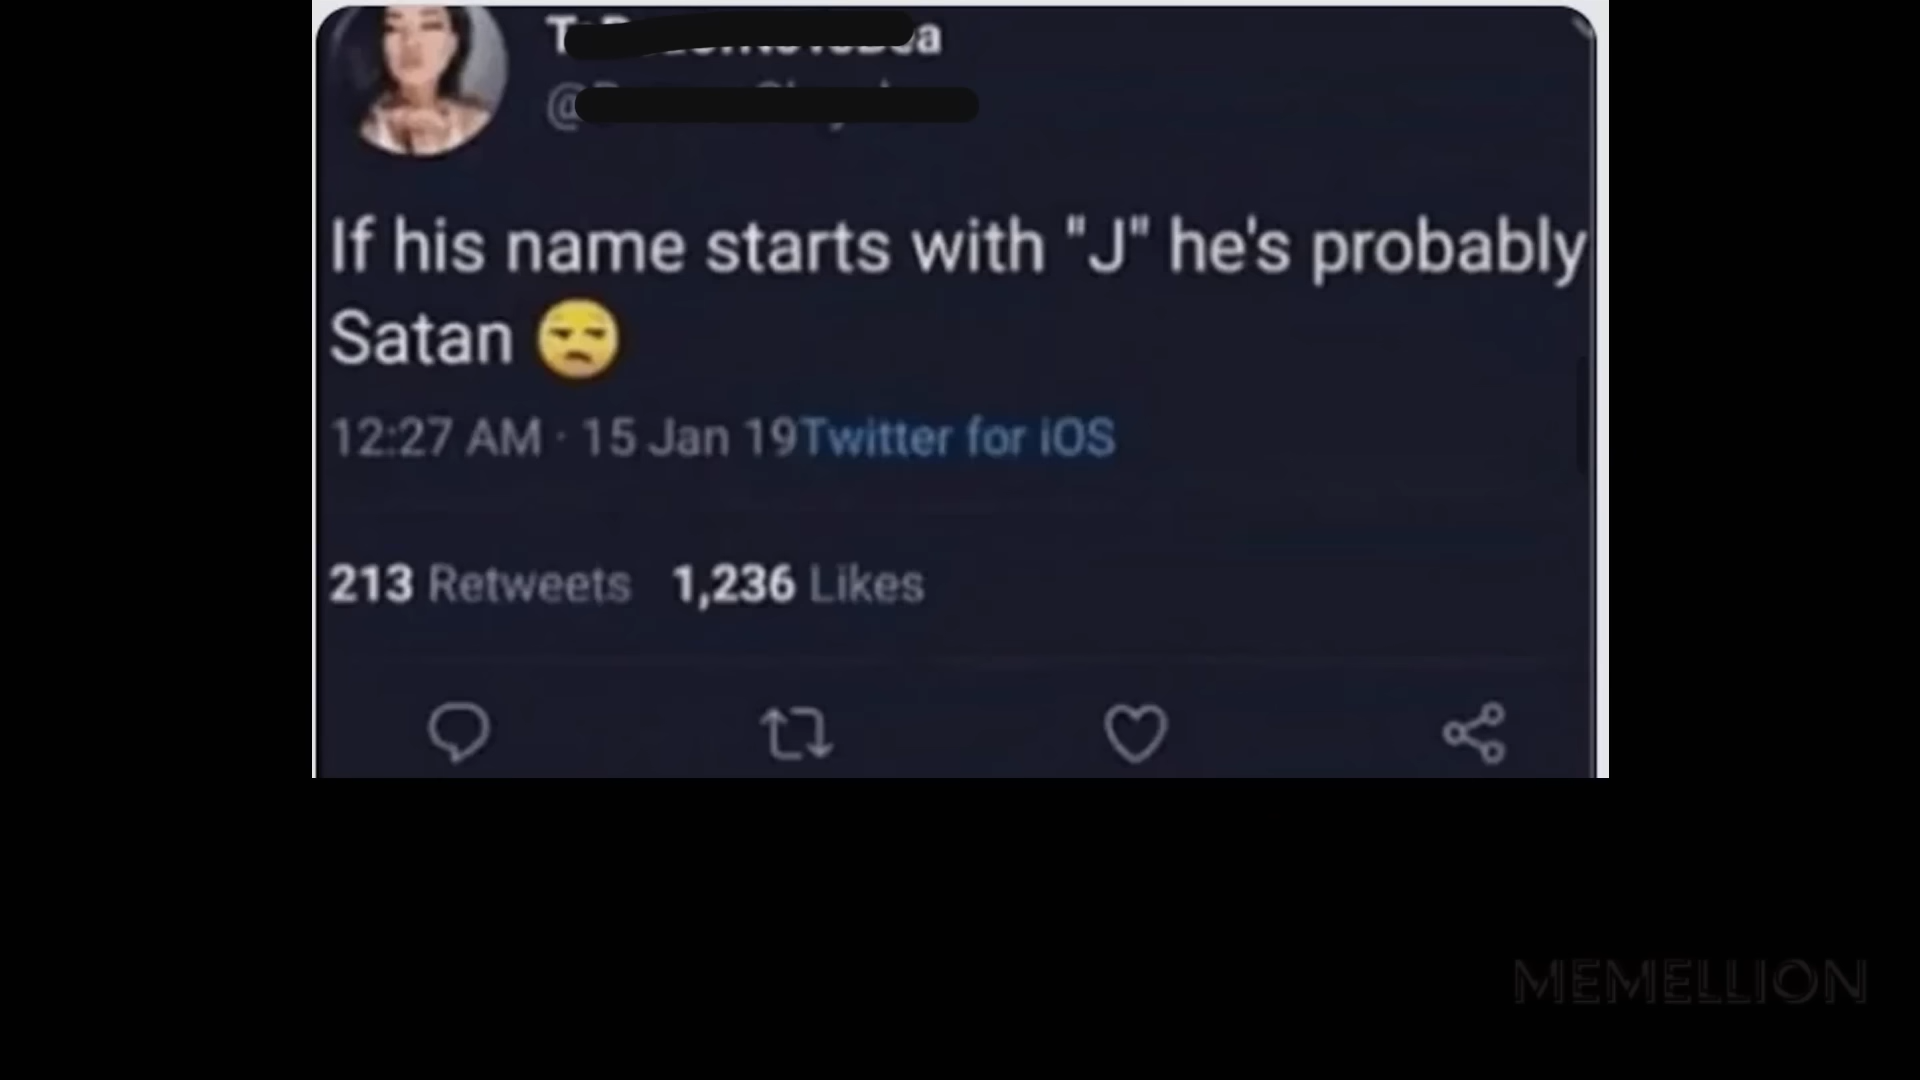 If his name starts with "J" he's probably
Satan 😒
12:27 AM · 15 Jan 19Twitter for iOS
213 Retweets 1,236 Likes
MEMELLION